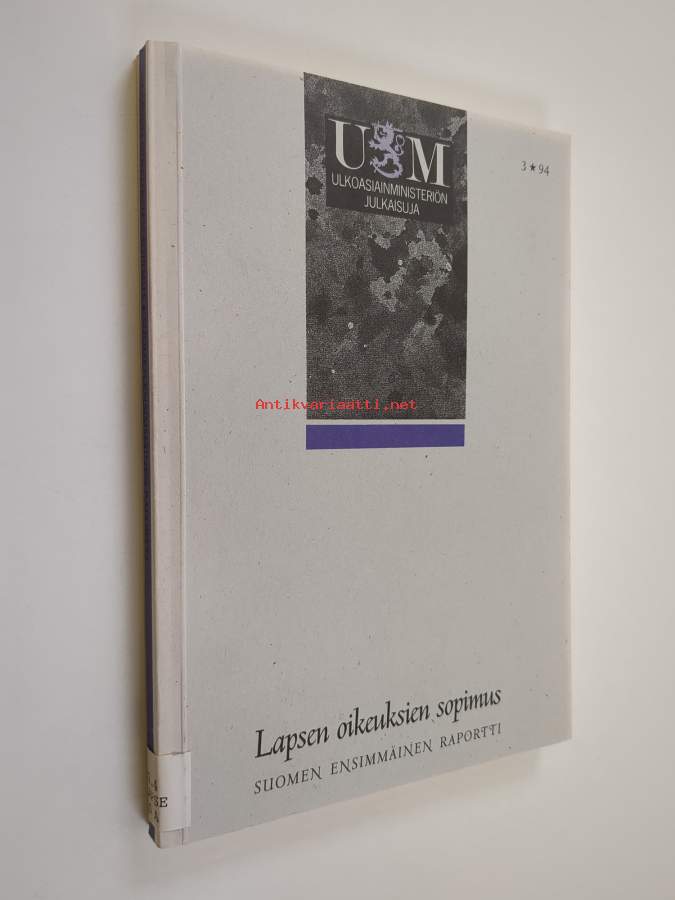 U M
ULKOASIAINMINISTERIÖN
JULKAISUJA
3 ★ 94
Antikvariaatti.net
Lapsen oikeuksien sopimus
SUOMEN ENSIMMÄINEN RAPORTTI